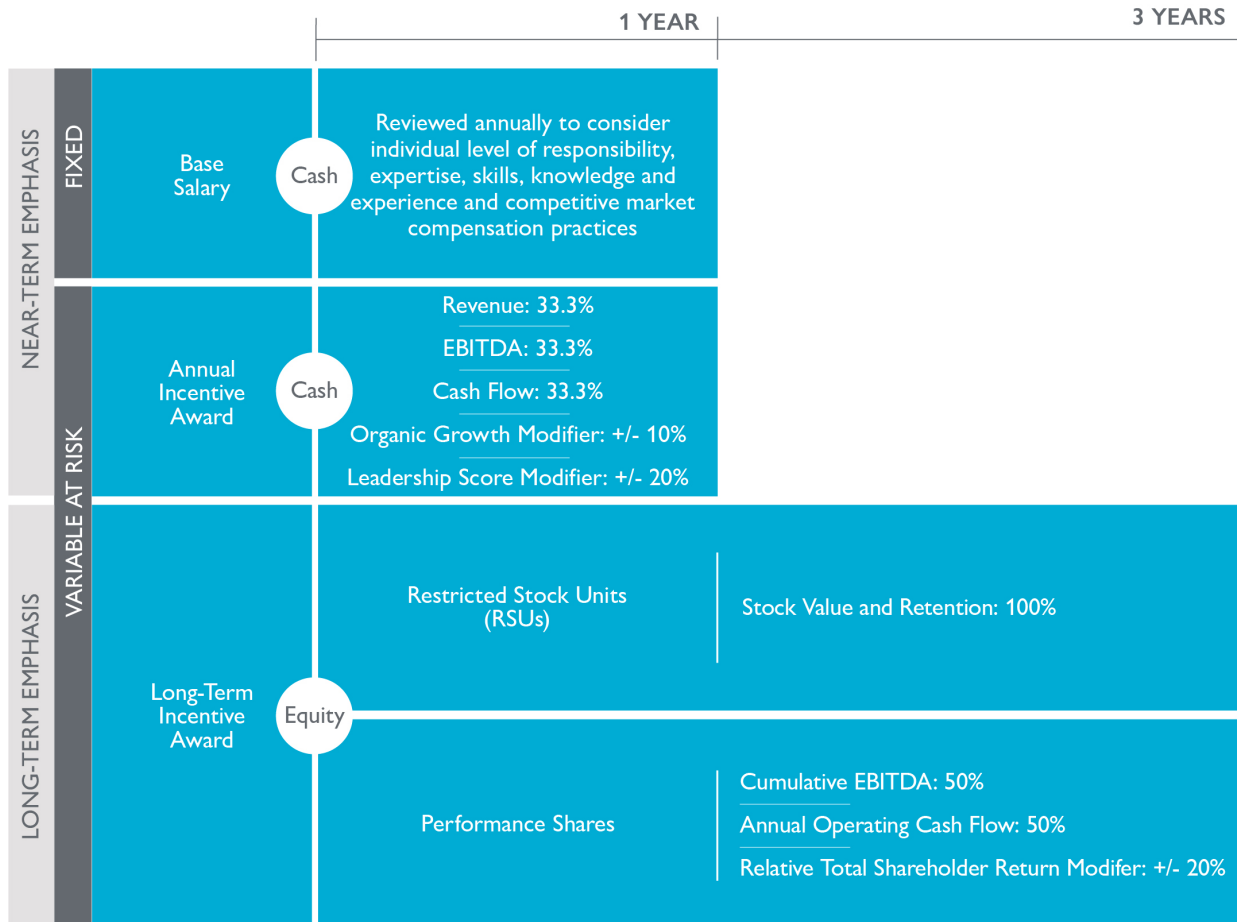 1 YEAR
3 YEARS
NEAR-TERM EMPHASIS
FIXED
Base
Salary
Cash
Reviewed annually to consider
individual level of responsibility,
expertise, skills, knowledge and
experience and competitive market
compensation practices
VARIABLE AT RISK
Annual
Incentive
Award
Cash
Revenue: 33.3%
EBITDA: 33.3%
Cash Flow: 33.3%
Organic Growth Modifier: +/- 10%
Leadership Score Modifier: +/- 20%
LONG-TERM EMPHASIS
Long-Term
Incentive
Award
Equity
Restricted Stock Units
(RSUs)
Stock Value and Retention: 100%
Performance Shares
Cumulative EBITDA: 50%
Annual Operating Cash Flow: 50%
Relative Total Shareholder Return Modifer: +/- 20%